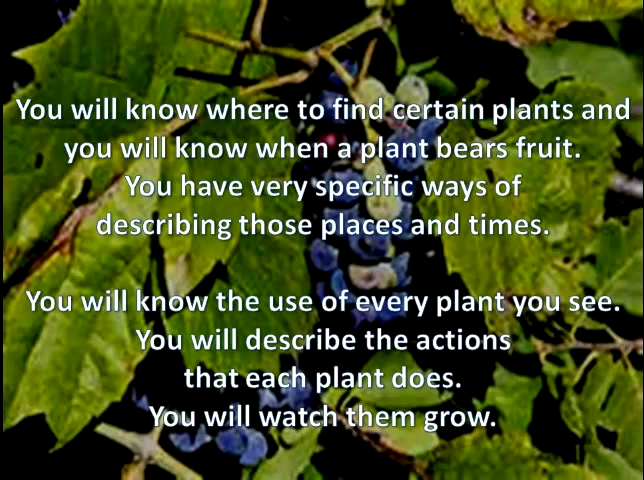 You will know where to find certain plants and
you will know when a plant bears fruit.
You have very specific ways of
describing those places and times.
You will know the use of every plant you see.
You will describe the actions
that each plant does.
You will watch them grow.